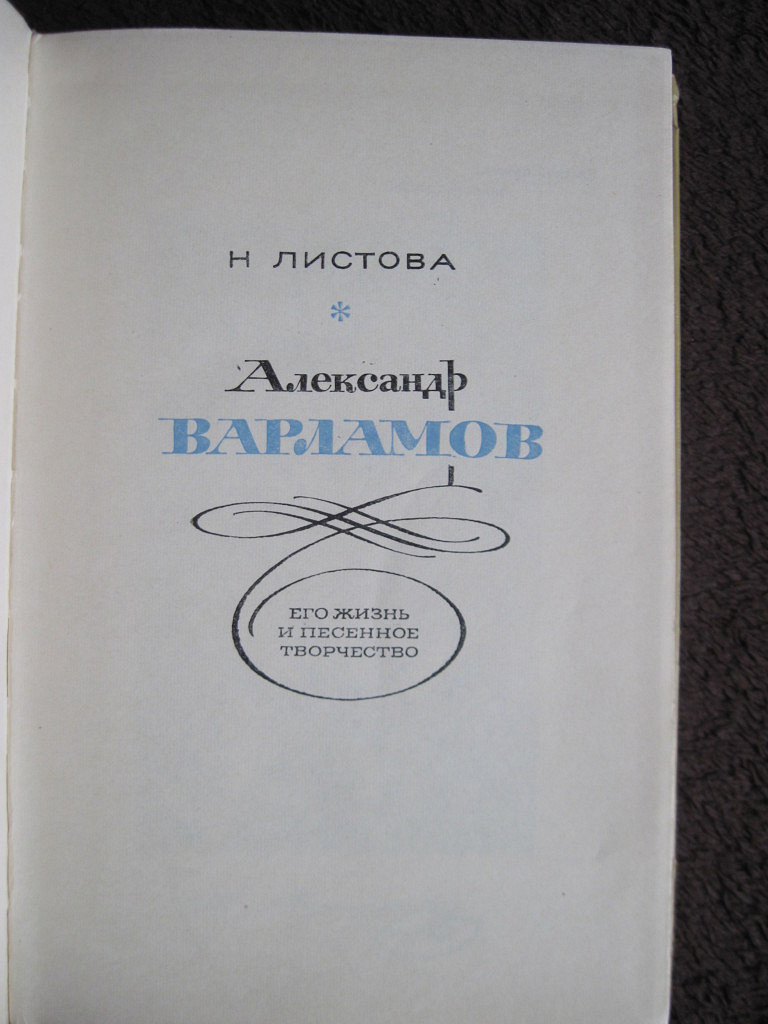 Н ЛИСТОВА
*
Александр
ВАРЛАМОВ
ЕГО ЖИЗНЬ
И ПЕСЕННОЕ
ТВОРЧЕСТВО